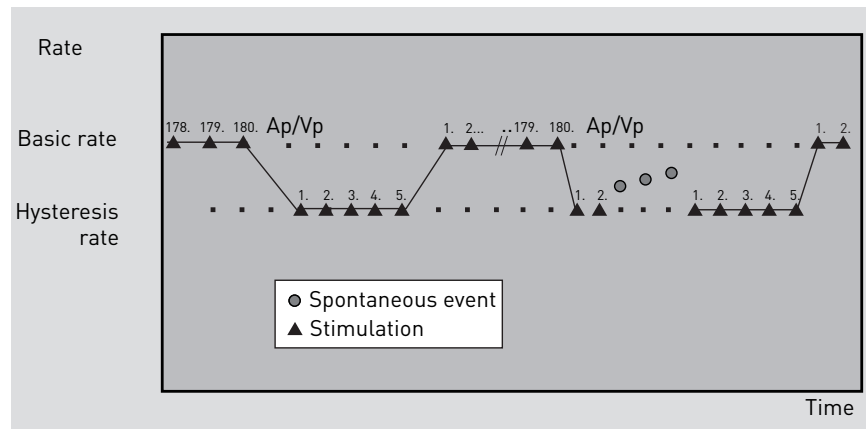 Rate
Basic rate
178. 179. 180. Ap/Vp 1. 2... ..179. 180. Ap/Vp 1. 2.
Hysteresis
rate
1. 2. 3. 4. 5. 1. 2. 1. 2. 3. 4. 5.
Spontaneous event
Stimulation
Time